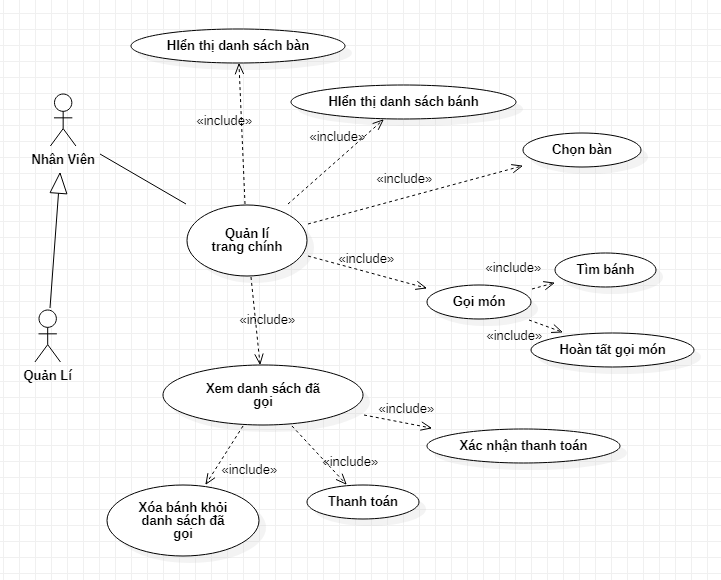 HIển thị danh sách bàn
HIển thị danh sách bánh
«include»
«include»
Chọn bàn
Nhân Viên
«include»
Quản lí
trang chính
«include»
«include»
Tìm bánh
Gọi món
«include»
«include»
Hoàn tất gọi món
Quản Lí
Xem danh sách đã
gọi
«include»
Xác nhận thanh toán
«include»
«include»
Xóa bánh khỏi
danh sách đã
gọi
Thanh toán